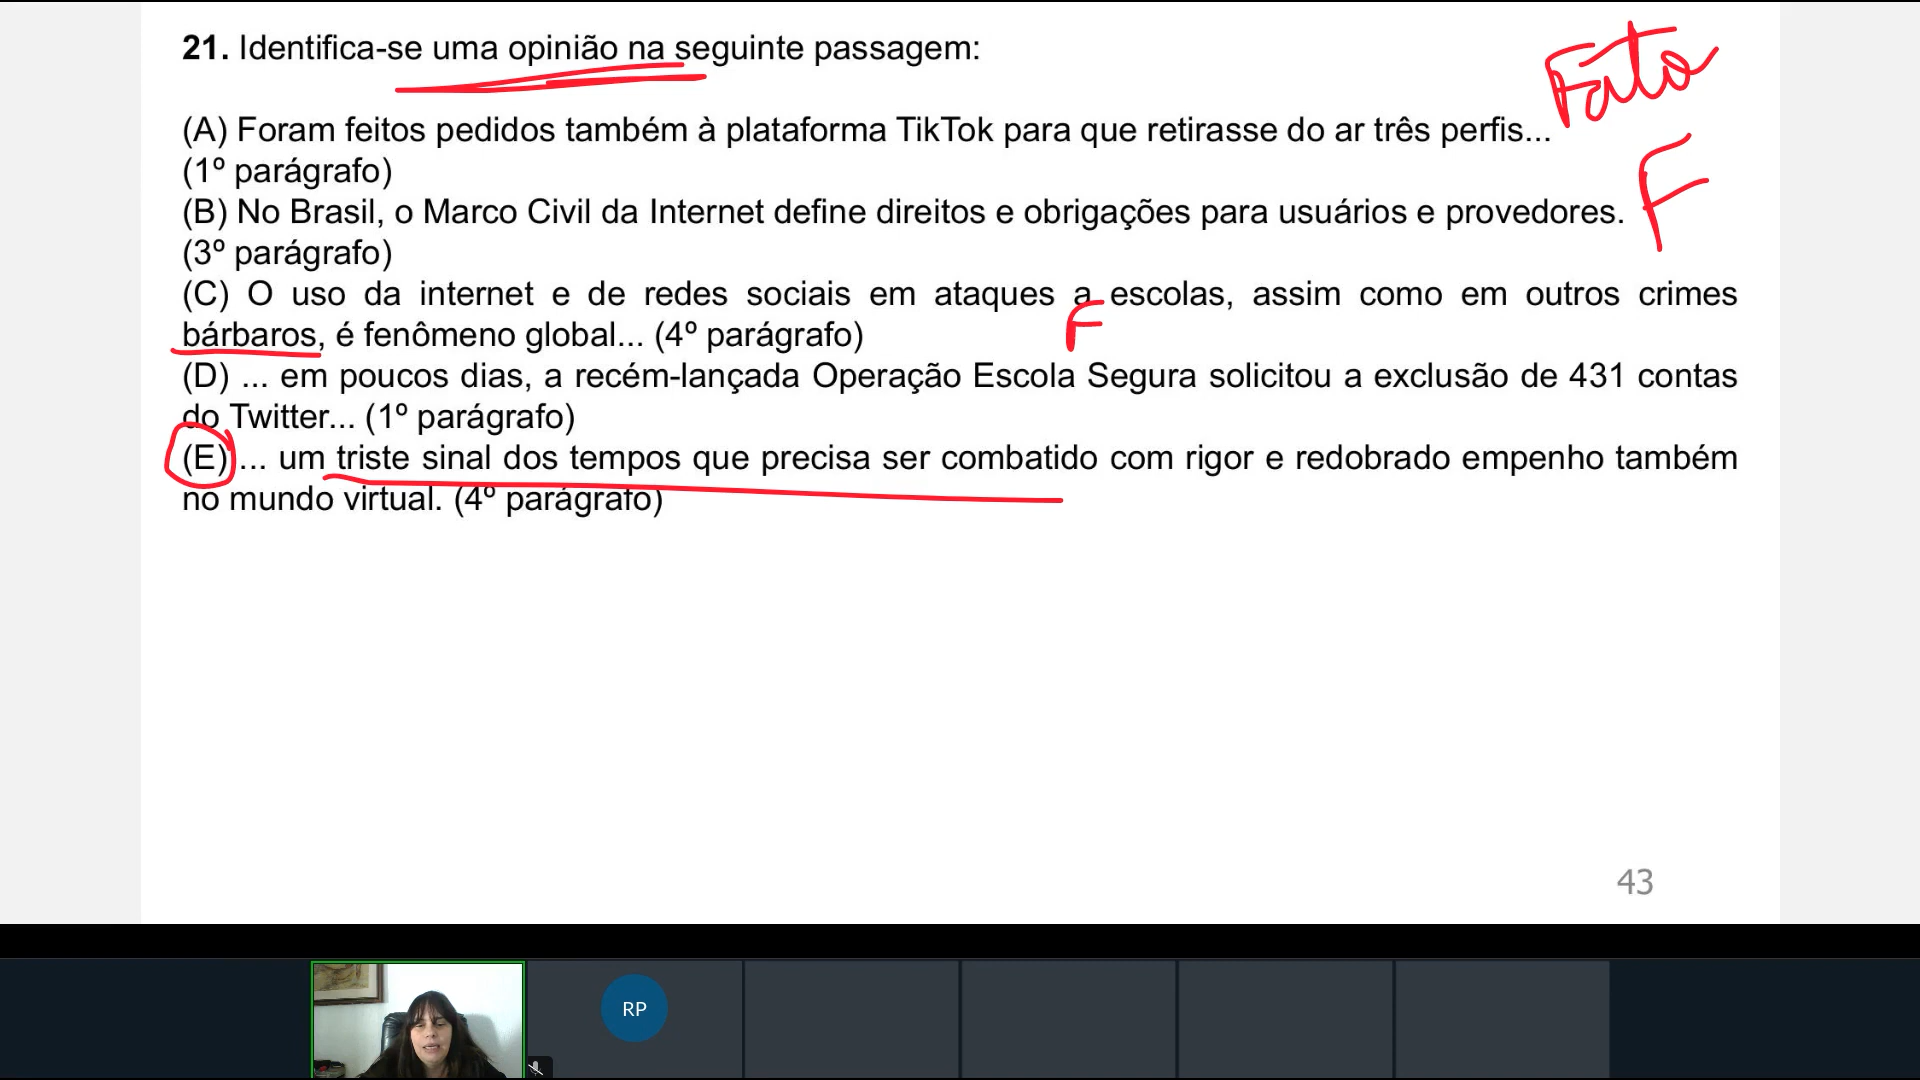 21. Identifica-se uma opinião na seguinte passagem:
Fato
(A) Foram feitos pedidos também à plataforma TikTok para que retirasse do ar três perfis...
(1º parágrafo)
F
(B) No Brasil, o Marco Civil da Internet define direitos e obrigações para usuários e provedores.
(3º parágrafo)
(C) O uso da internet e de redes sociais em ataques a escolas, assim como em outros crimes
bárbaros, é fenômeno global... (4º parágrafo)
F
(D) ... em poucos dias, a recém-lançada Operação Escola Segura solicitou a exclusão de 431 contas
do Twitter... (1º parágrafo)
(E) ... um triste sinal dos tempos que precisa ser combatido com rigor e redobrado empenho também
no mundo virtual. (4º parágrafo)
43
RP